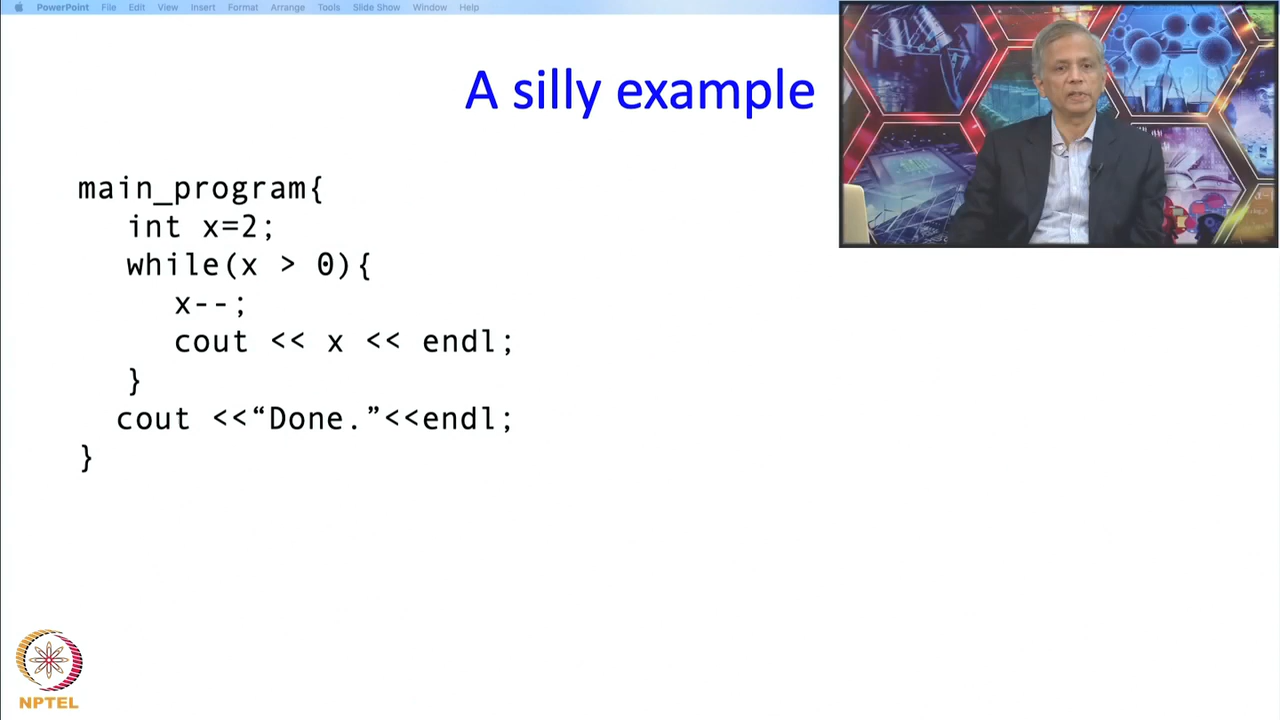 PowerPoint File Edit View Insert Format Arrange Tools Slide Show Window Help
A silly example
main_program{
int x=2;
while(x > 0){
x--;
cout << x << endl;
}
cout <<“Done.”<<endl;
}
NPTEL